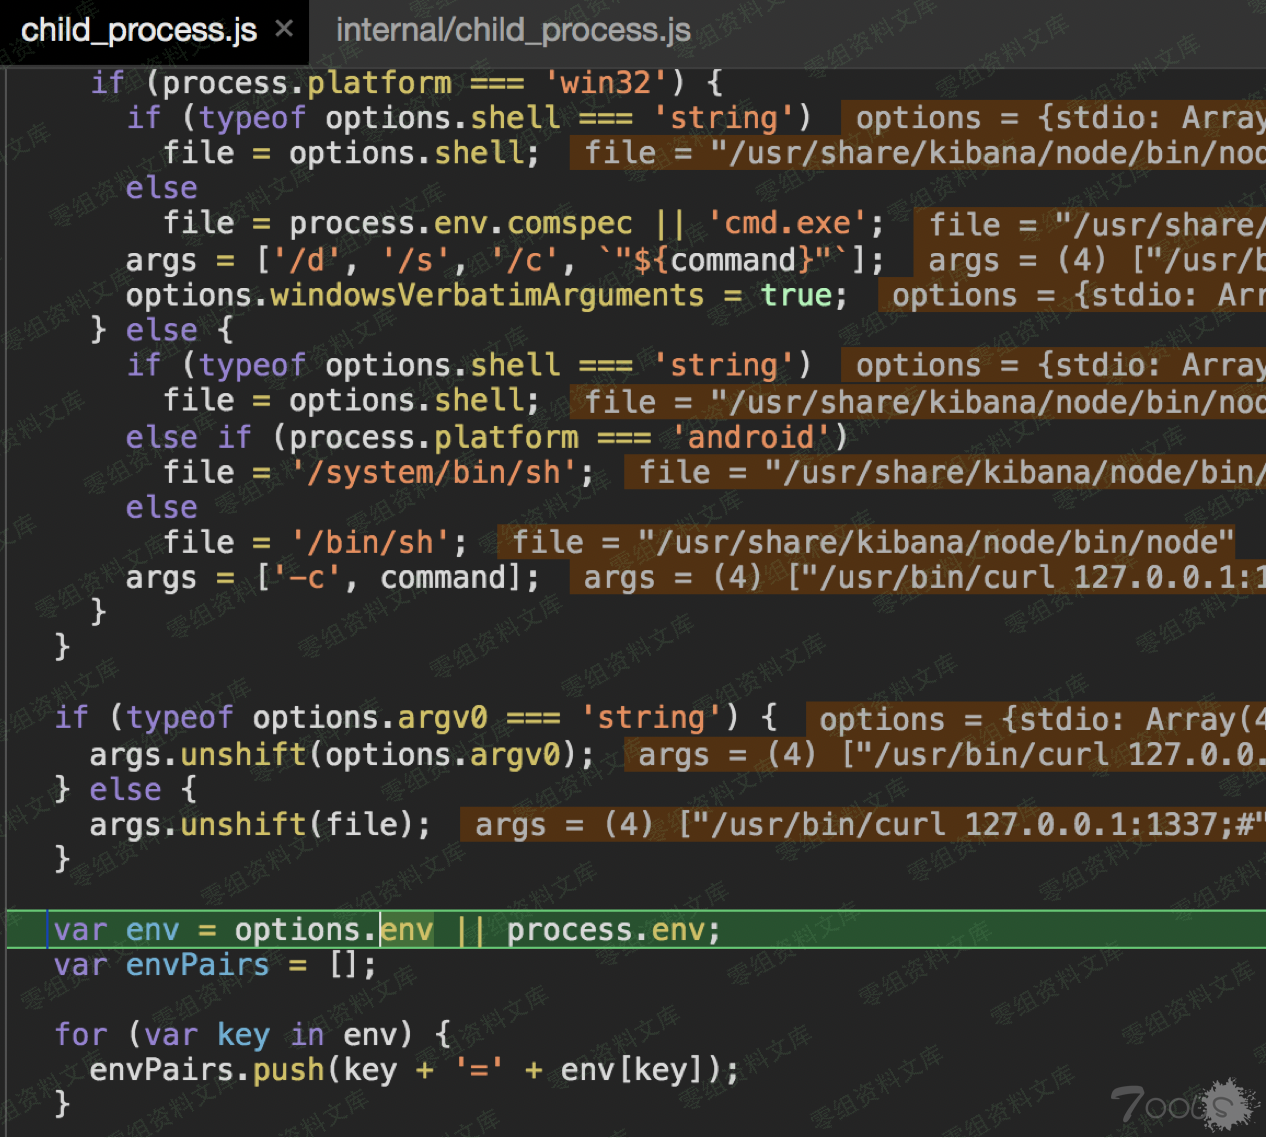 child_process.js × internal/child_process.js
if (process.platform === 'win32') {
if (typeof options.shell === 'string') options = {stdio: Array
file = options.shell; file = "/usr/share/kibana/node/bin/nod
else
file = process.env.comspec || 'cmd.exe'; file = "/usr/share/
args = ['/d', '/s', '/c', `"${command}"`]; args = (4) ["/usr/b
options.windowsVerbatimArguments = true; options = {stdio: Arr
} else {
if (typeof options.shell === 'string') options = {stdio: Array
file = options.shell; file = "/usr/share/kibana/node/bin/nod
else if (process.platform === 'android')
file = '/system/bin/sh'; file = "/usr/share/kibana/node/bin/
else
file = '/bin/sh'; file = "/usr/share/kibana/node/bin/node"
args = ['-c', command]; args = (4) ["/usr/bin/curl 127.0.0.1:1
}
}
if (typeof options.argv0 === 'string') { options = {stdio: Array(4
args.unshift(options.argv0); args = (4) ["/usr/bin/curl 127.0.0.
} else {
args.unshift(file); args = (4) ["/usr/bin/curl 127.0.0.1:1337;#"
}
var env = options.env || process.env;
var envPairs = [];
for (var key in env) {
envPairs.push(key + '=' + env[key]);
}
零组资料文库
7ools